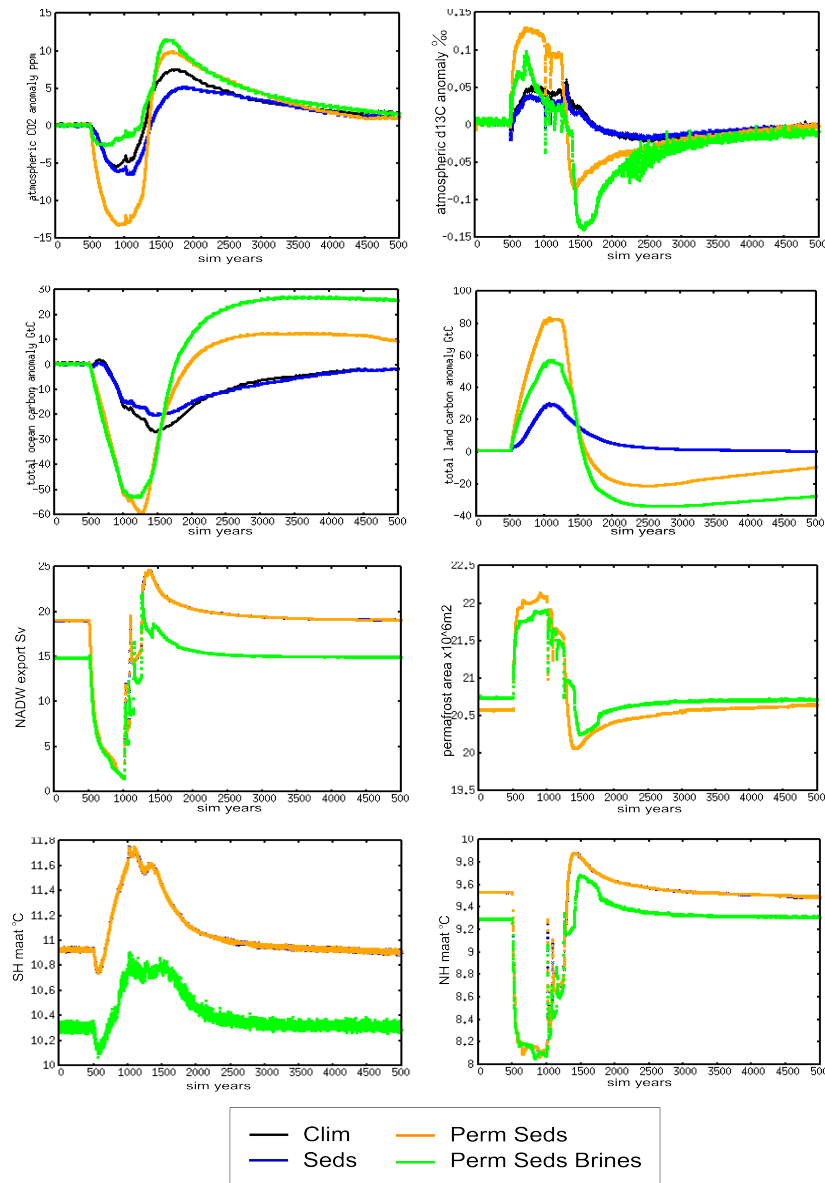 atmospheric CO2 anomaly ppm
15
10
5
0
-5
-10
-15
0 500 1000 1500 2000 2500 3000 3500 4000 4500 500
sim years
atmospheric d13C anomaly ‰
0.15
0.1
0.05
0
-0.05
-0.1
-0.15
0 500 1000 1500 2000 2500 3000 3500 4000 4500 500
sim years
total ocean carbon anomaly GtC
30
20
10
0
-10
-20
-30
-40
-50
-60
0 500 1000 1500 2000 2500 3000 3500 4000 4500 500
sim years
total land carbon anomaly GtC
100
80
60
40
20
0
-20
-40
0 500 1000 1500 2000 2500 3000 3500 4000 4500 500
sim years
NADW export Sv
25
20
15
10
5
0
0 500 1000 1500 2000 2500 3000 3500 4000 4500 5000
sim years
permafrost area x10^6m2
22.5
22
21.5
21
20.5
20
19.5
0 500 1000 1500 2000 2500 3000 3500 4000 4500 5000
sim years
SH maat °C
11.8
11.6
11.4
11.2
11
10.8
10.6
10.4
10.2
10
0 500 1000 1500 2000 2500 3000 3500 4000 4500 5000
sim years
NH maat °C
10
9.8
9.6
9.4
9.2
9
8.8
8.6
8.4
8.2
8
0 500 1000 1500 2000 2500 3000 3500 4000 4500 5000
sim years
Clim
Perm Seds
Seds
Perm Seds Brines